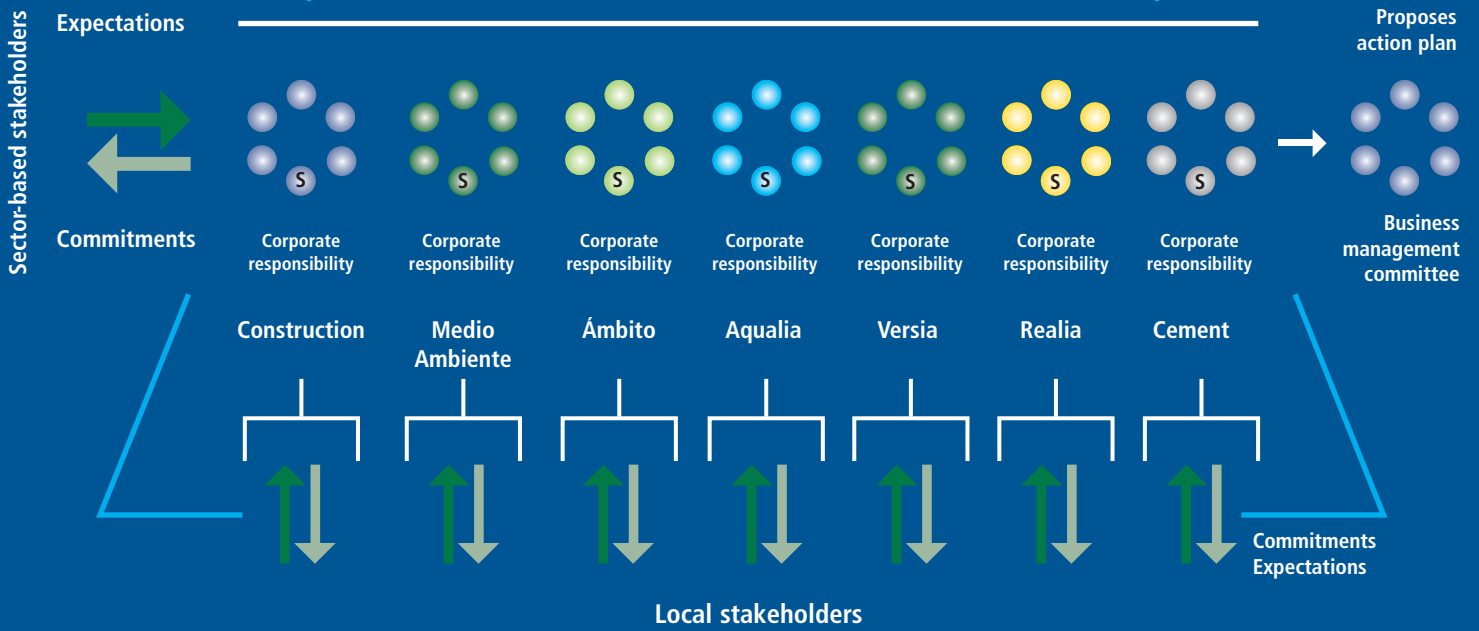 Sector-based stakeholders
Expectations
Proposes
action plan
S
S
S
S
S
S
S
Commitments
Corporate
responsibility
Corporate
responsibility
Corporate
responsibility
Corporate
responsibility
Corporate
responsibility
Corporate
responsibility
Corporate
responsibility
Business
management
committee
Construction
Medio
Ambiente
Ámbito
Aqualia
Versia
Realia
Cement
Commitments
Expectations
Local stakeholders